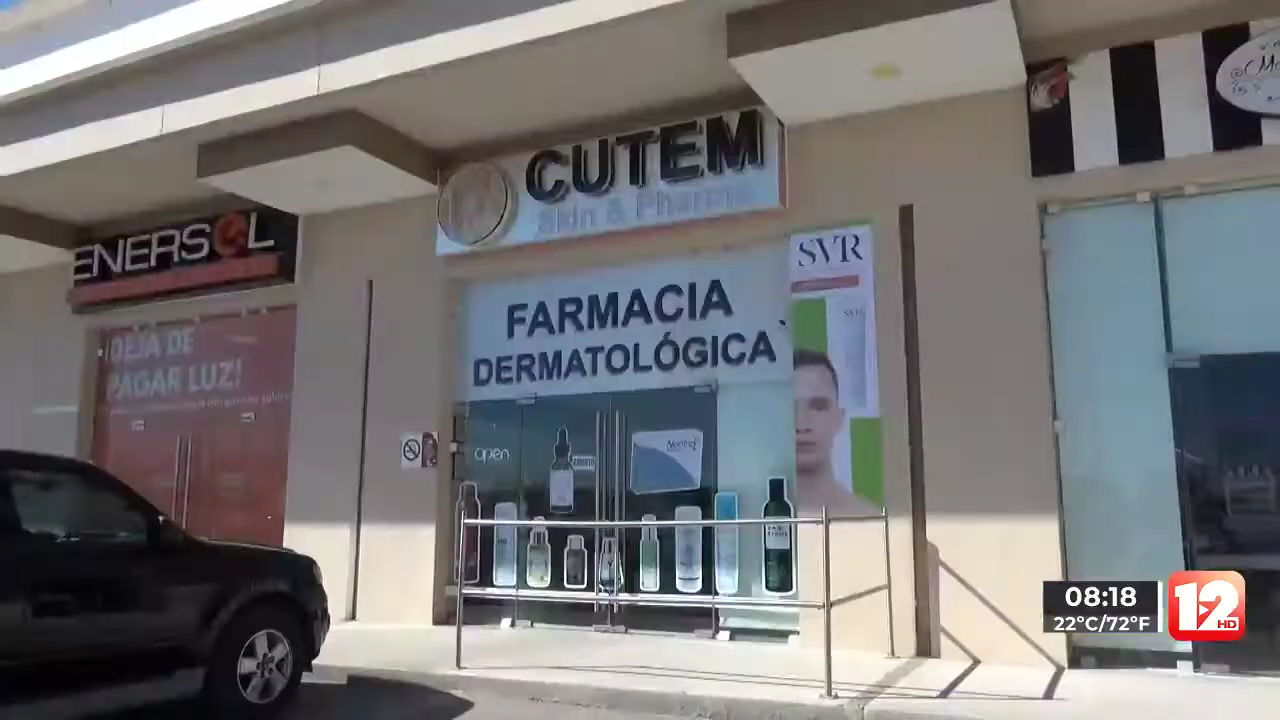 ENERSOL
DEJA DE
PAGAR LUZ!
CUTEM
Skin & Pharma
FARMACIA
DERMATOLÓGICA
SVR
open
08:18
22°C/72°F
12
HD